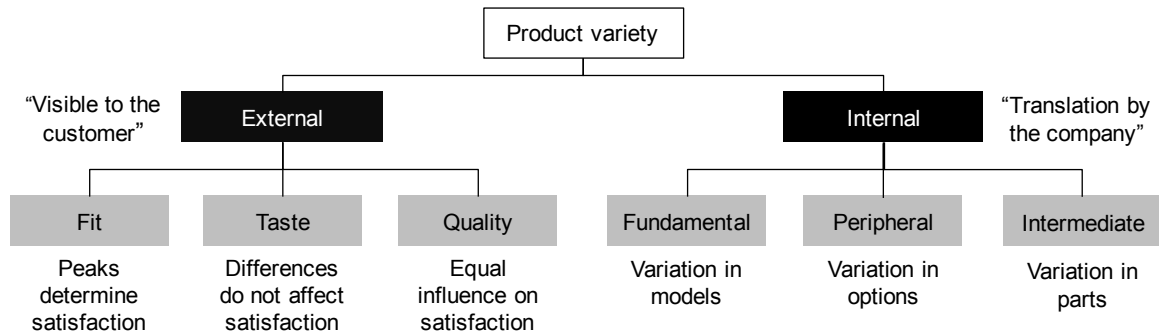 Product variety
“Visible to the
customer”
External
Internal
“Translation by
the company”
Fit
Taste
Quality
Fundamental
Peripheral
Intermediate
Peaks
determine
satisfaction
Differences
do not affect
satisfaction
Equal
influence on
satisfaction
Variation in
models
Variation in
options
Variation in
parts